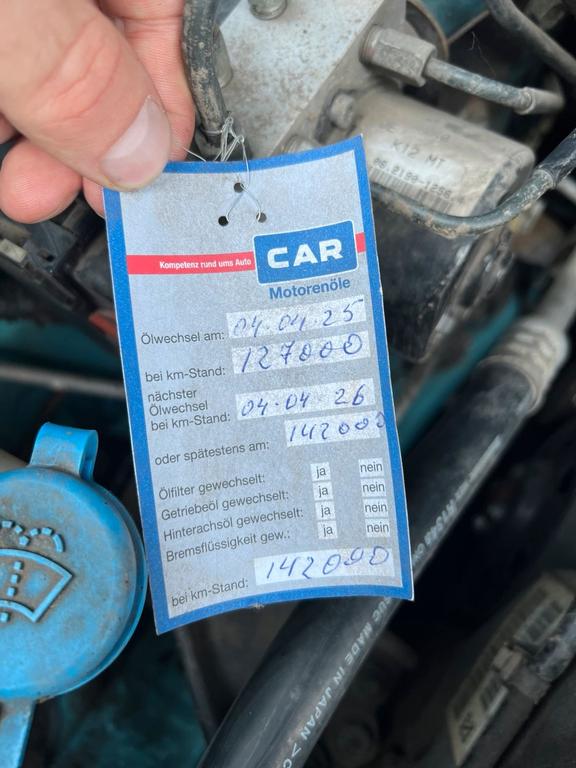 K12 MT
Kompetenz rund ums Auto
CAR
Motorenöle
Ölwechsel am: 04.04.25
bei km-Stand: 127000
nächster
Ölwechsel
bei km-Stand: 04.04 26
oder spätestens am: 142000
Ölfilter gewechselt: ja nein
Getriebeöl gewechselt: ja nein
Hinterachsöl gewechselt: ja nein
Bremsflüssigkeit gew.: ja nein
bei km-Stand: 142000
MADE IN JAPAN